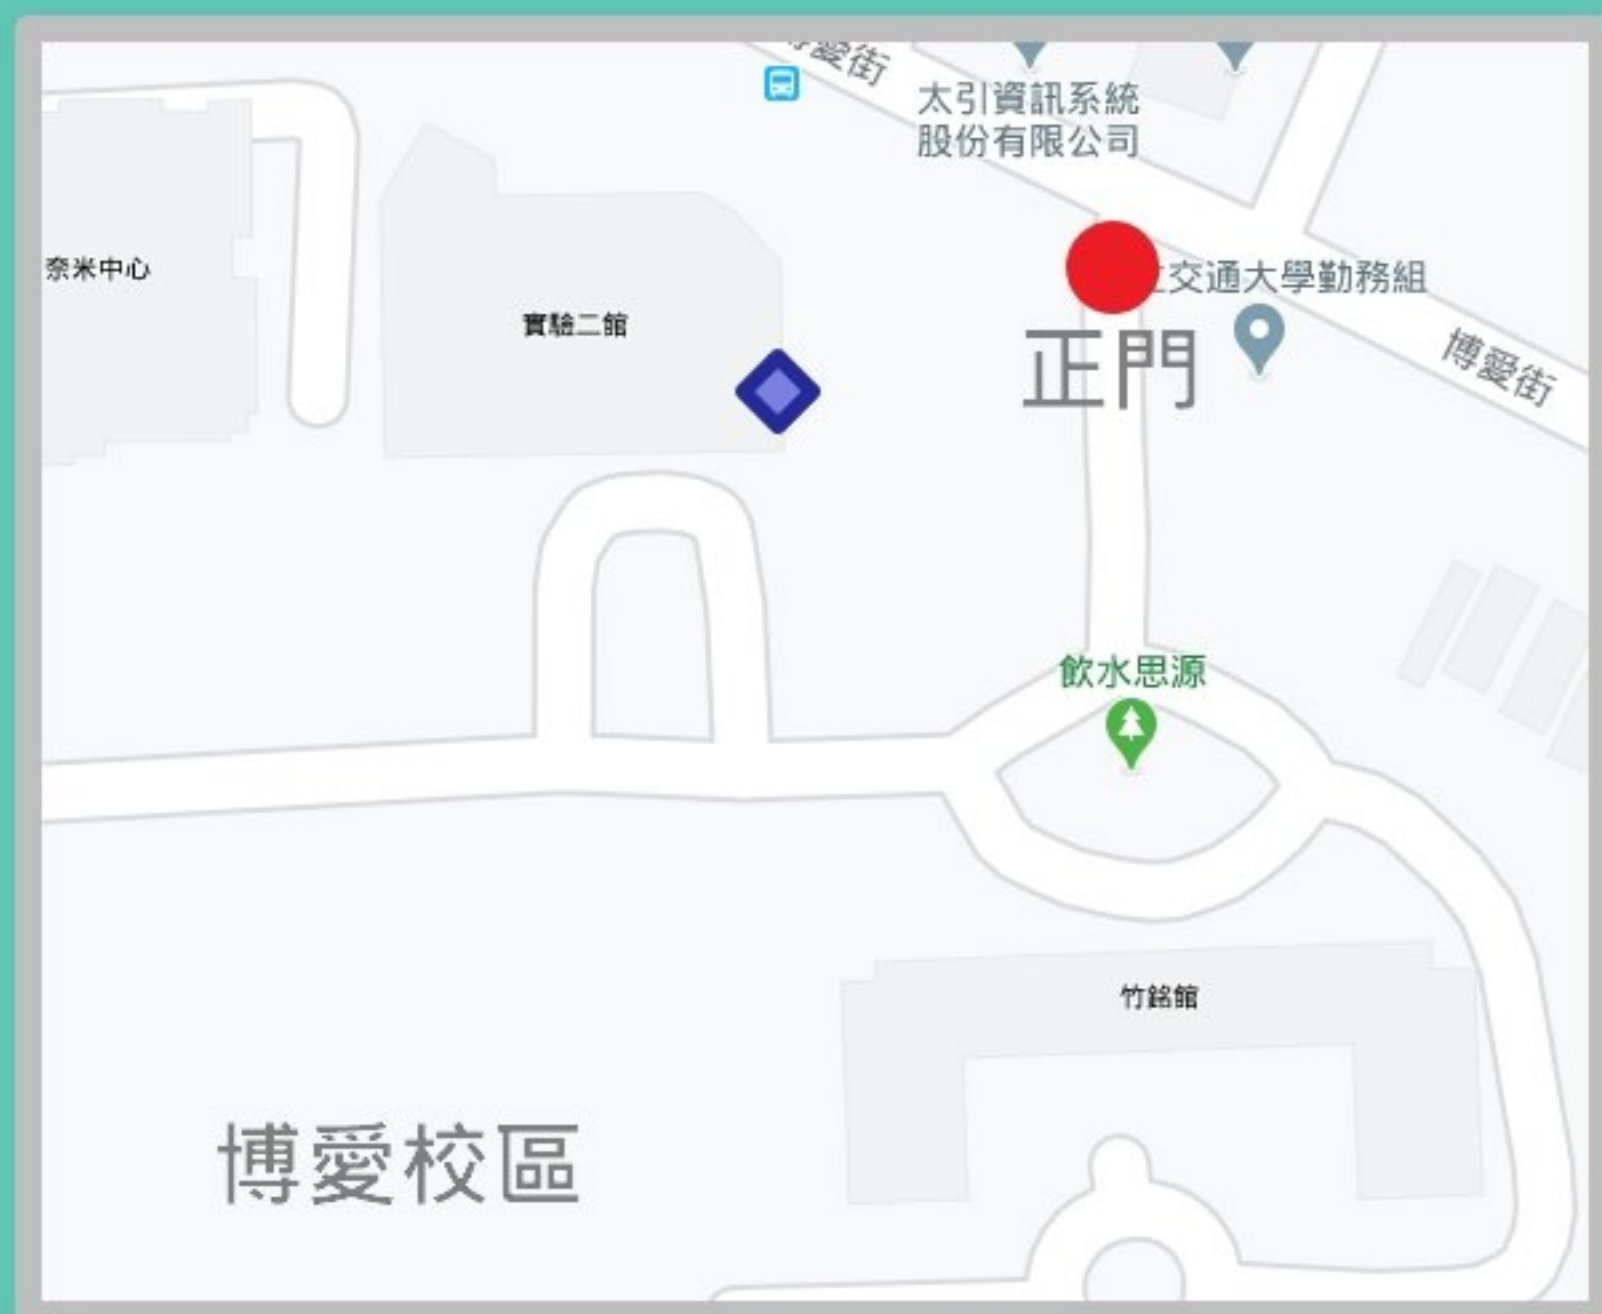 愛街
太引資訊系統
股份有限公司
交通大學勤務組
奈米中心
實驗二館
正門
博愛街
飲水思源
竹銘館
博愛校區